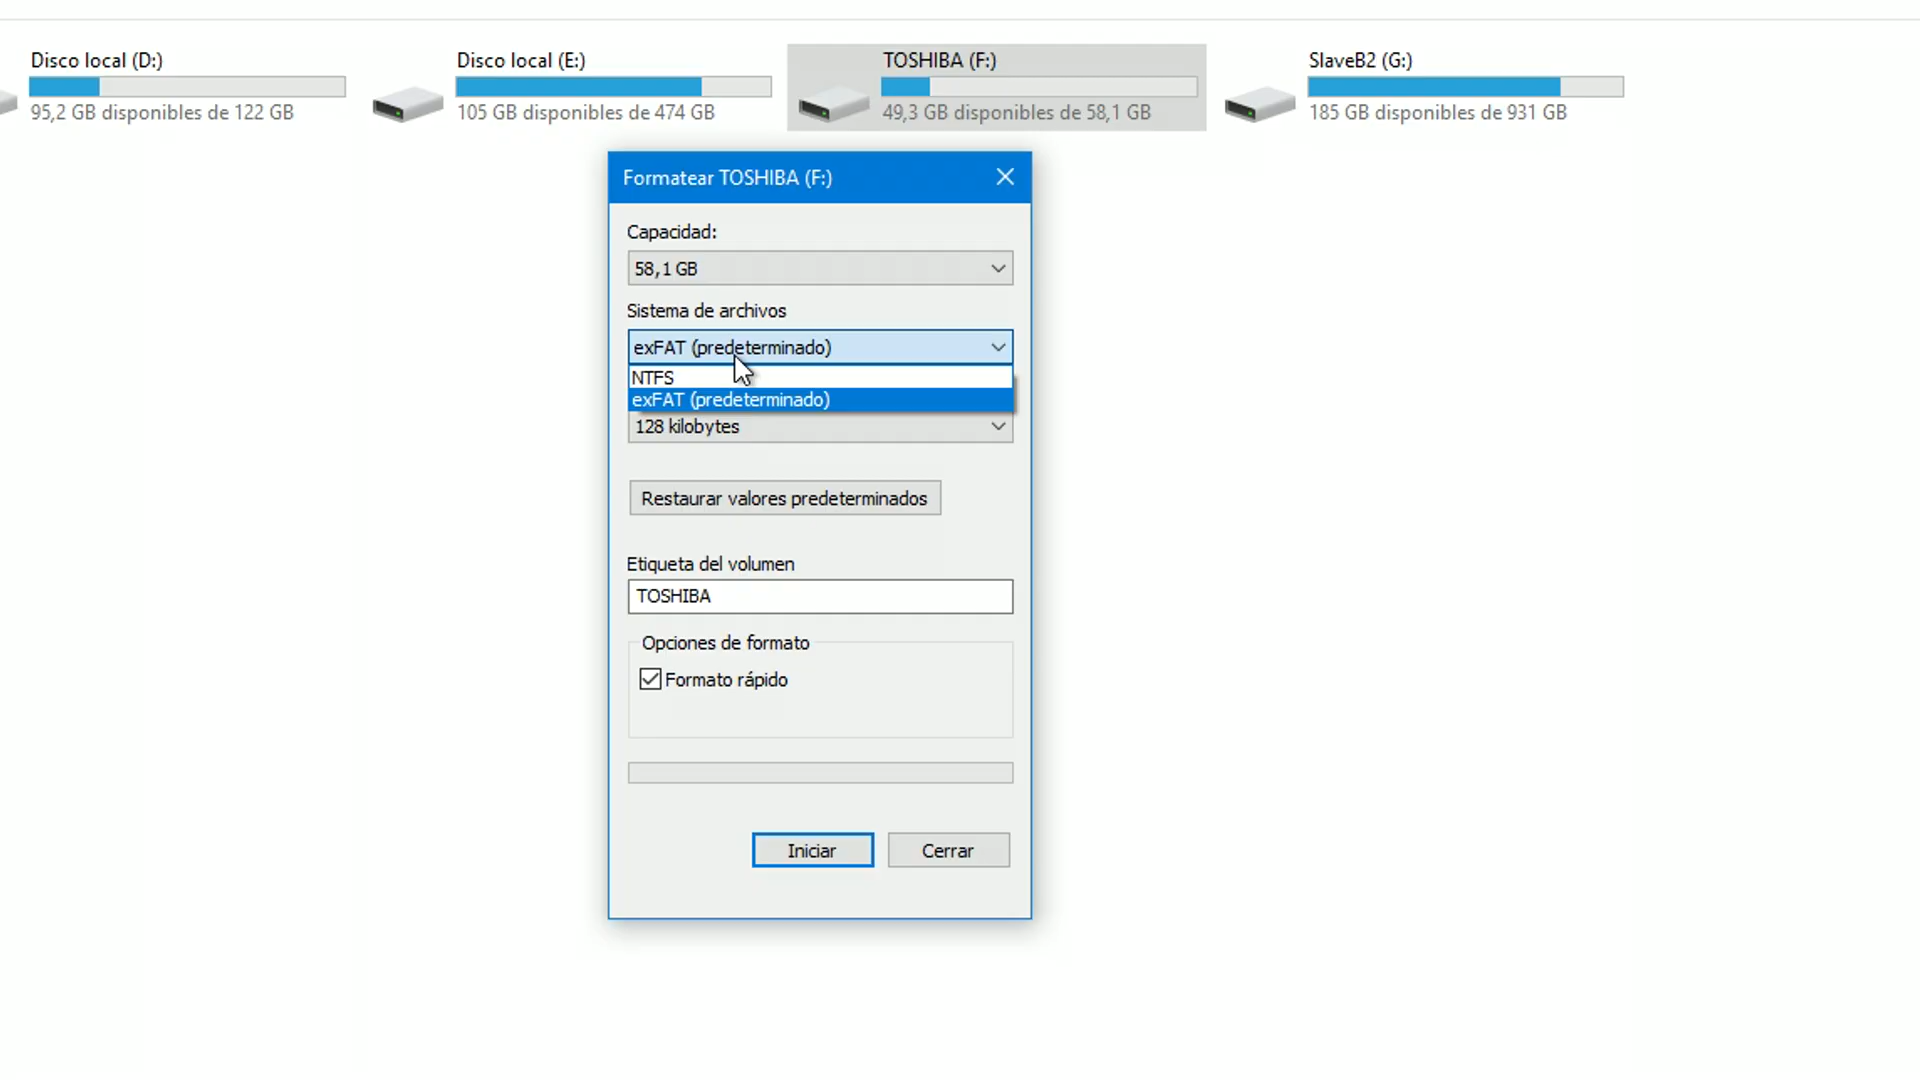 Disco local (D:)
95,2 GB disponibles de 122 GB
Disco local (E:)
105 GB disponibles de 474 GB
TOSHIBA (F:)
49,3 GB disponibles de 58,1 GB
SlaveB2 (G:)
185 GB disponibles de 931 GB
Formatear TOSHIBA (F:)
Capacidad:
58,1 GB
Sistema de archivos
exFAT (predeterminado)
NTFS
exFAT (predeterminado)
128 kilobytes
Restaurar valores predeterminados
Etiqueta del volumen
TOSHIBA
Opciones de formato
Formato rápido
Iniciar
Cerrar